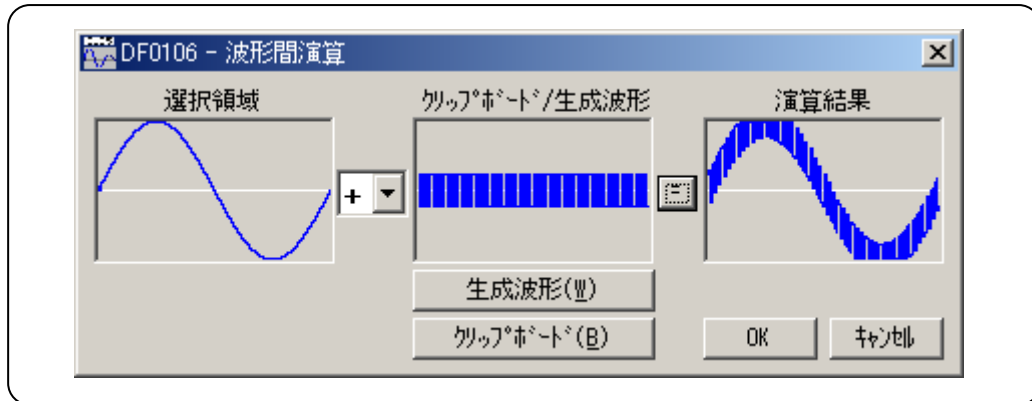 DF0106 - 波形間演算
選択領域
ｸﾘｯﾌﾟﾎﾞｰﾄﾞ/生成波形
演算結果
+
=
生成波形(W)
ｸﾘｯﾌﾟﾎﾞｰﾄﾞ(B)
OK
ｷｬﾝｾﾙ